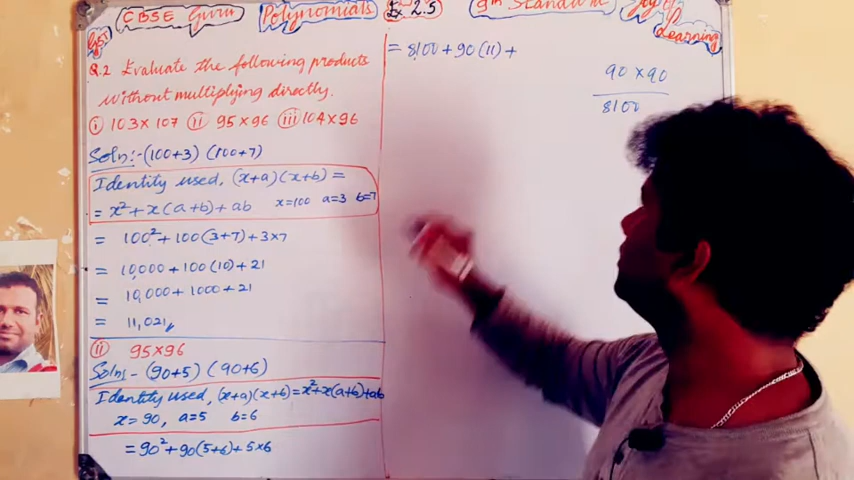 CBSE Guru Polynomials Ex 2.5 9th Standard Joy of Learning
Q.2 Evaluate the following products
without multiplying directly.
i 103×107 ii 95×96 iii 104×96
Soln:- (100+3) (100+7)
Identity used, (x+a)(x+b) =
= x²+x(a+b)+ab x=100 a=3 b=7
= 100²+100(3+7)+3×7
= 10,000+100(10)+21
= 10,000+1000+21
= 11,021
ii 95×96
Soln- (90+5) (90+6)
Identity used, (x+a)(x+b)=x²+x(a+b)+ab
x=90, a=5 b=6
=90²+90(5+6)+5×6
= 8100+90(11)+
90×90
8100